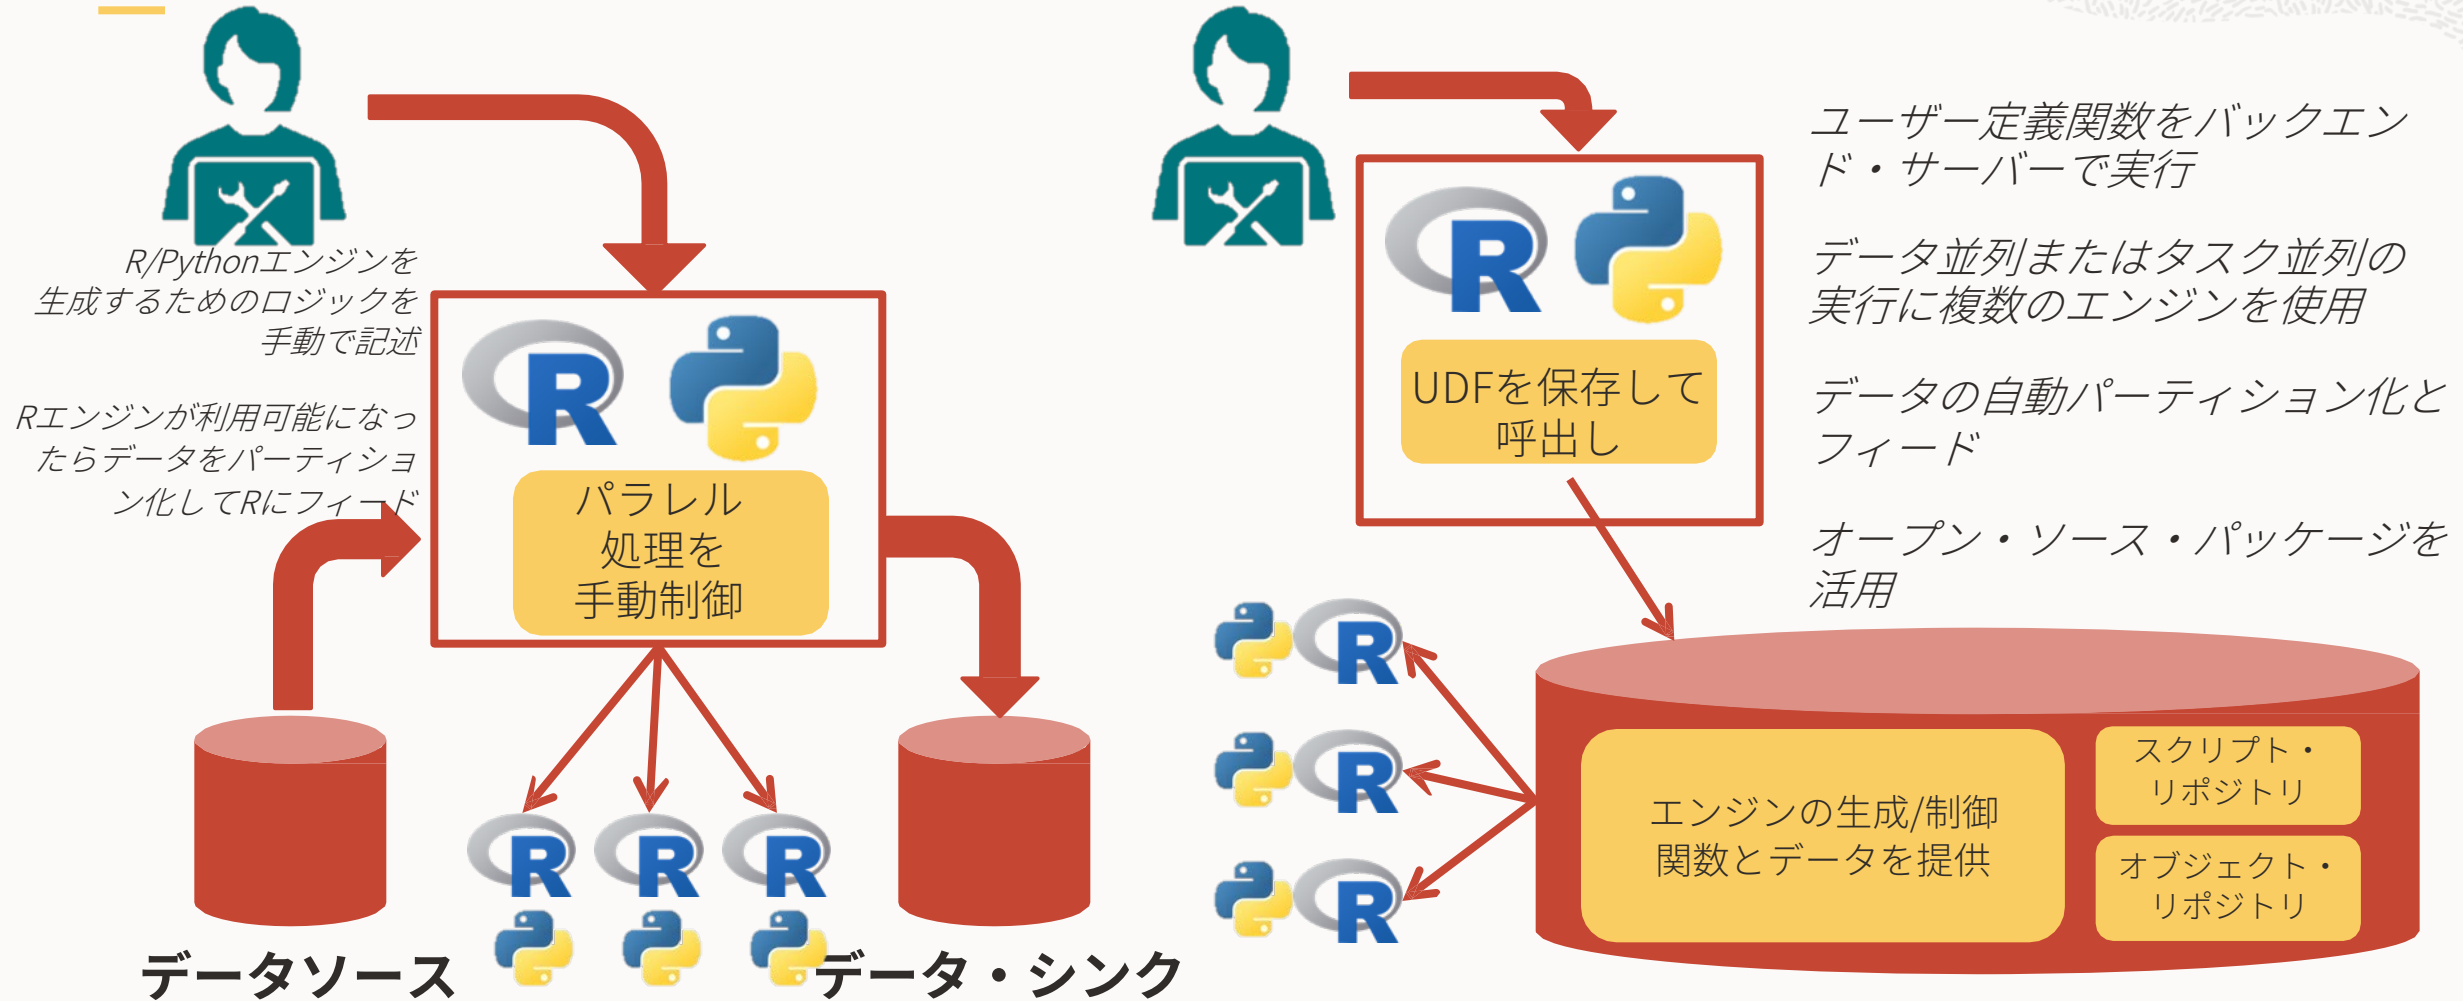 R/Pythonエンジンを
生成するためのロジックを
手動で記述
Rエンジンが利用可能になっ
たらデータをパーティショ
ン化してRにフィード
R
パラレル
処理を
手動制御
R
R
R
データソース
データ・シンク
R
UDFを保存して
呼出し
ユーザー定義関数をバックエン
ド・サーバーで実行
データ並列またはタスク並列の
実行に複数のエンジンを使用
データの自動パーティション化と
フィード
オープン・ソース・パッケージを
活用
R
R
R
エンジンの生成/制御
関数とデータを提供
スクリプト・
リポジトリ
オブジェクト・
リポジトリ